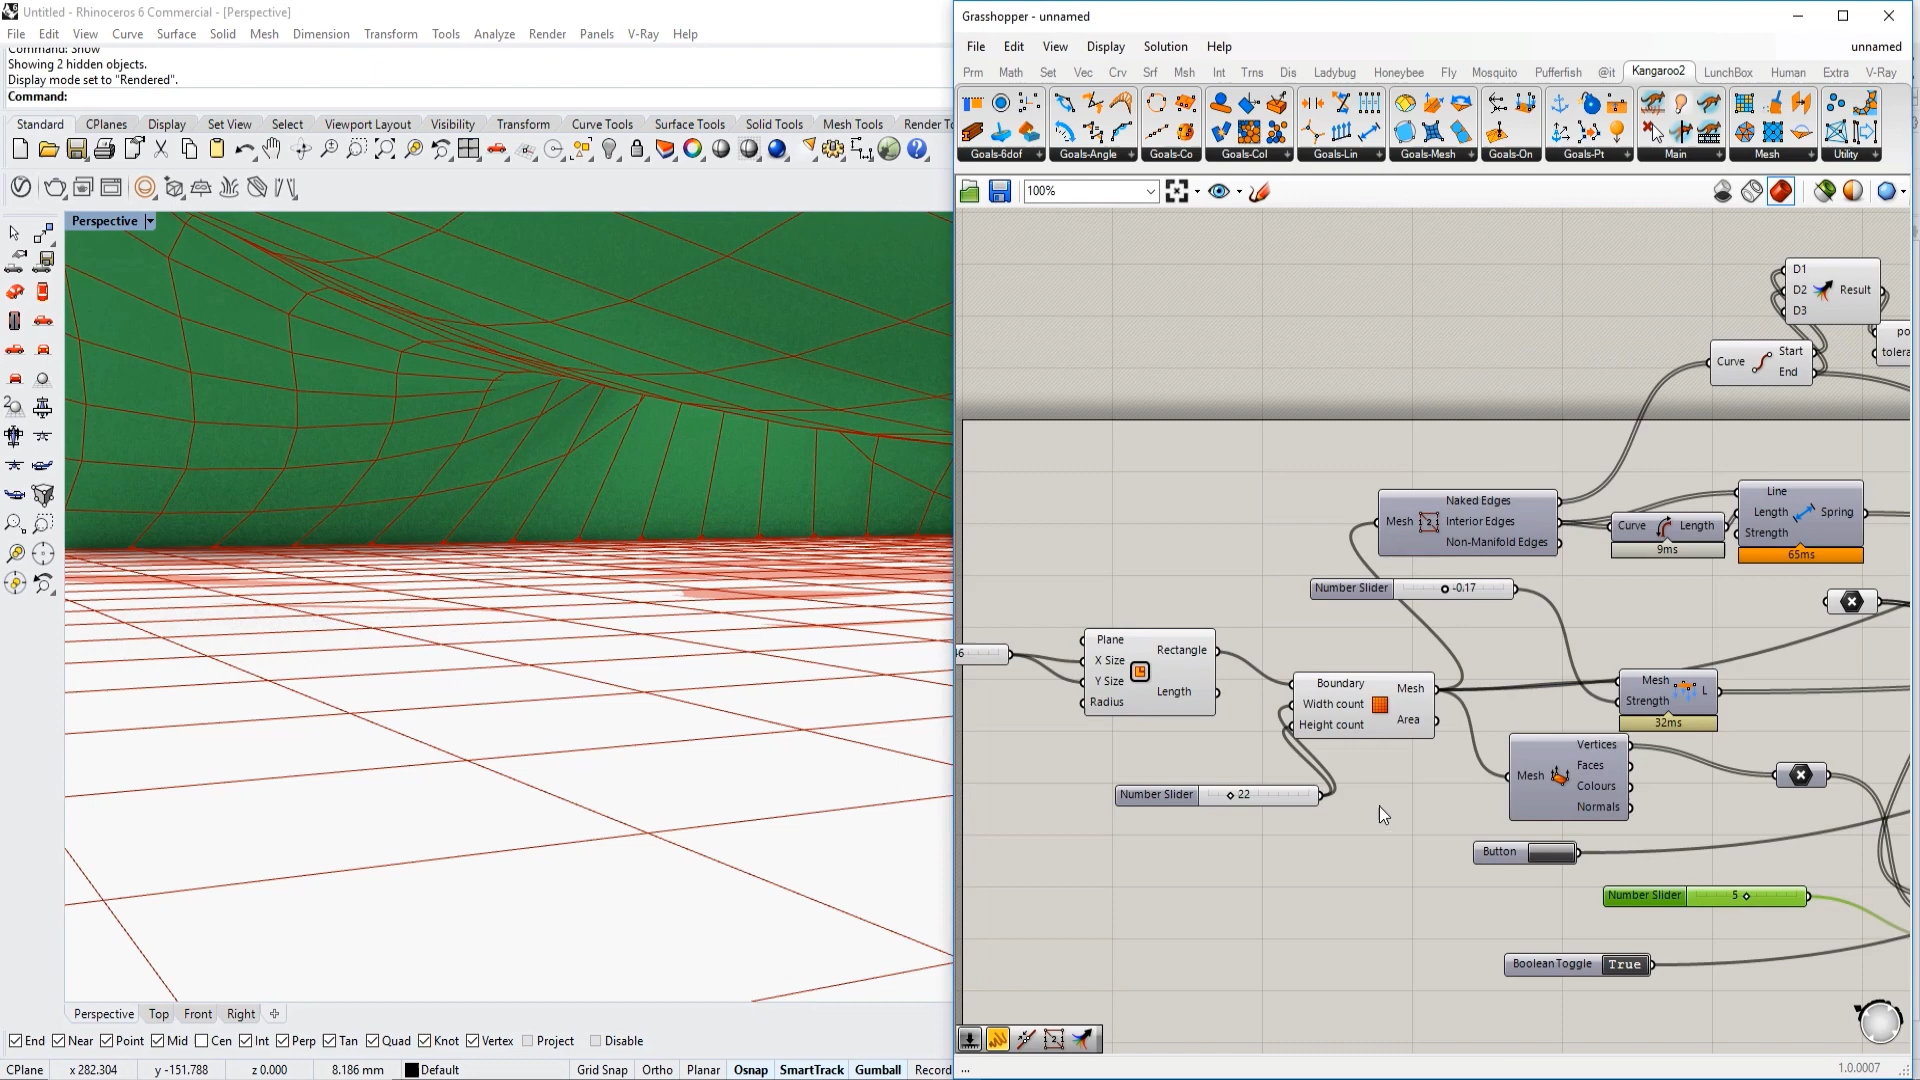 Untitled - Rhinoceros 6 Commercial - [Perspective]
File Edit View Curve Surface Solid Mesh Dimension Transform Tools Analyze Render Panels V-Ray Help
Command: Show
Showing 2 hidden objects.
Display mode set to "Rendered".
Command:
Standard CPlanes Display Set View Select Viewport Layout Visibility Transform Curve Tools Surface Tools Solid Tools Mesh Tools Render To
Perspective
Perspective Top Front Right
End Near Point Mid Cen Int Perp Tan Quad Knot Vertex Project Disable
CPlane x 282.304 y -151.788 z 0.000 8.186 mm Default Grid Snap Ortho Planar Osnap SmartTrack Gumball Record
Grasshopper - unnamed
File Edit View Display Solution Help unnamed
Prm Math Set Vec Crv Srf Msh Int Trns Dis Ladybug Honeybee Fly Mosquito Pufferfish @it Kangaroo2 LunchBox Human Extra V-Ray
Goals-6dof Goals-Angle Goals-Co Goals-Col Goals-Lin Goals-Mesh Goals-On Goals-Pt Main Mesh Utility
100%
D1
D2 Result
D3
po
tolera
Curve Start
End
Naked Edges
Mesh Interior Edges
Non-Manifold Edges
Curve Length
9ms
Line
Length Spring
Strength
65ms
Number Slider -0.17
46
Plane
X Size Rectangle
Y Size Length
Radius
Boundary Mesh
Width count
Height count Area
Mesh L
Strength
32ms
Vertices
Faces
Mesh
Colours
Normals
Number Slider 22
Button
Number Slider 5
Boolean Toggle True
...
1.0.0007